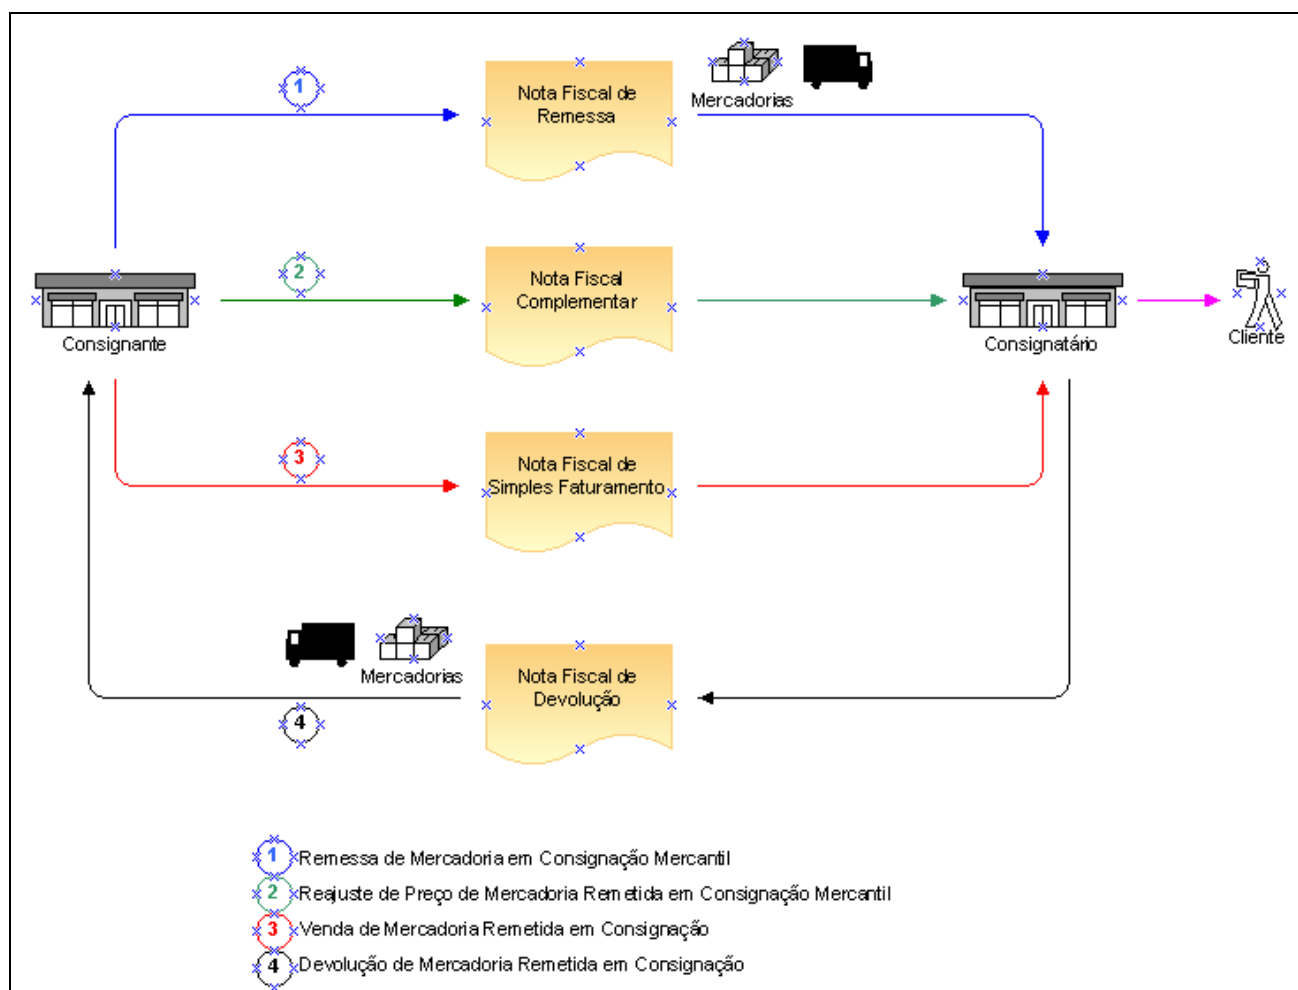 1
Nota Fiscal de
Remessa
Mercadorias
2
Nota Fiscal
Complementar
Consignante
Consignatário
Cliente
3
Nota Fiscal de
Simples Faturamento
Mercadorias
Nota Fiscal de
Devolução
4
1 Remessa de Mercadoria em Consignação Mercantil
2 Reajuste de Preço de Mercadoria Remetida em Consignação Mercantil
3 Venda de Mercadoria Remetida em Consignação
4 Devolução de Mercadoria Remetida em Consignação